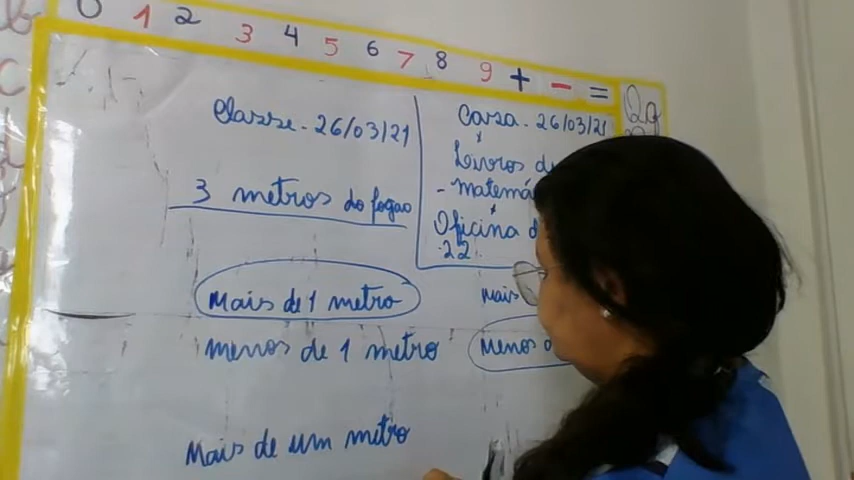 0 1 2 3 4 5 6 7 8 9 + - =
Classe. 26/03/21
3 metros do fogao
Mais de 1 metro
menos de 1 metro
Mais de um metro
Casa. 26/03/21
Livros de
- matemá
Oficina d
22.
Mais
Menos d